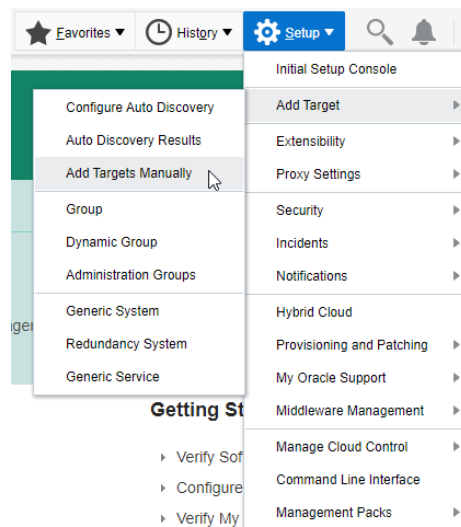 Favorites History Setup
Initial Setup Console
Add Target
Extensibility
Proxy Settings
Security
Incidents
Notifications
Hybrid Cloud
Provisioning and Patching
My Oracle Support
Middleware Management
Manage Cloud Control
Command Line Interface
Management Packs
Configure Auto Discovery
Auto Discovery Results
Add Targets Manually
Group
Dynamic Group
Administration Groups
Generic System
Redundancy System
Generic Service
Getting
Verify
Configure
Verify My